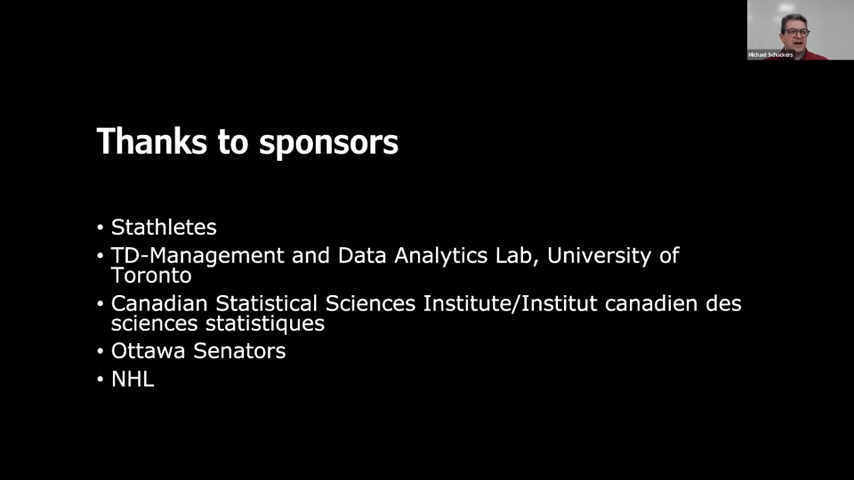 Michael Schuckers
Thanks to sponsors
• Stathletes
• TD-Management and Data Analytics Lab, University of
Toronto
• Canadian Statistical Sciences Institute/Institut canadien des
sciences statistiques
• Ottawa Senators
• NHL